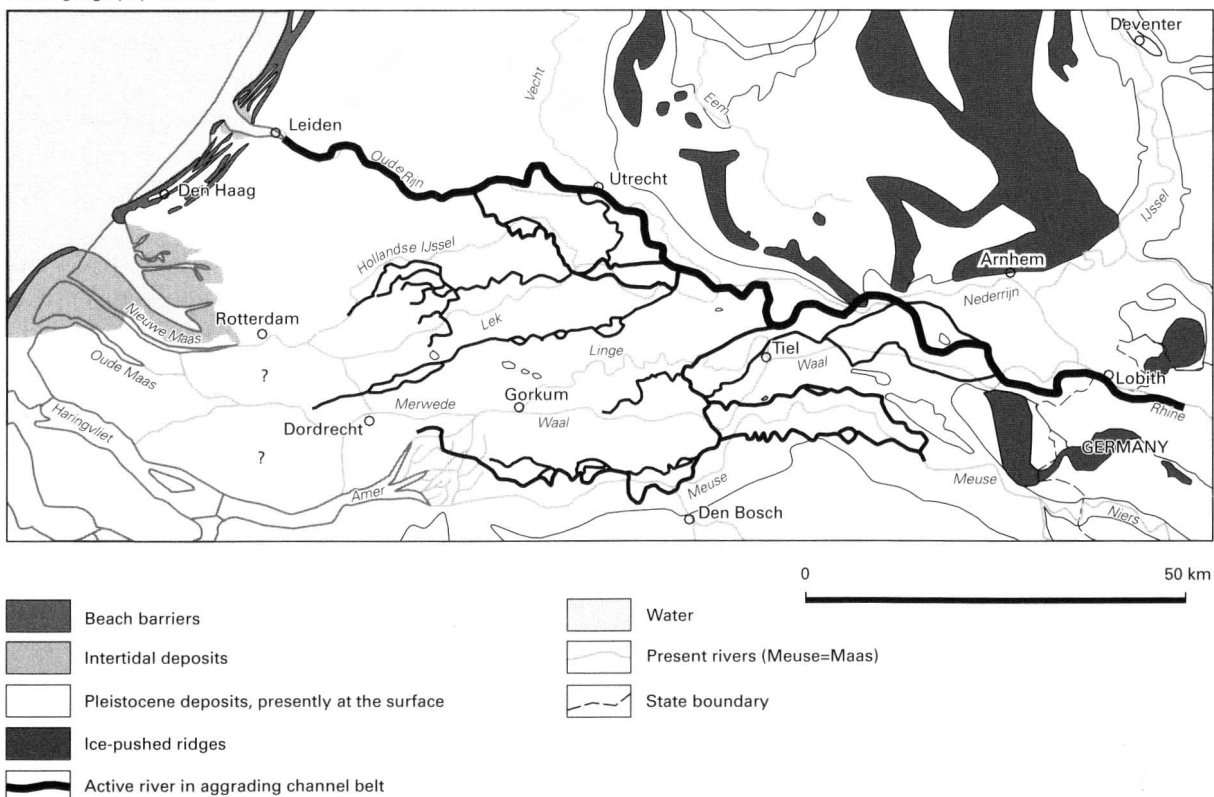 Deventer
Vecht
Eem
Leiden
Oude Rijn
Utrecht
Den Haag
IJssel
Hollandse IJssel
Arnhem
Nederrijn
Nieuwe Maas
Rotterdam
Lek
Linge
Tiel
Waal
Oude Maas
?
Lobith
Rhine
Merwede
Gorkum
Waal
Haringvliet
Dordrecht
GERMANY
?
Amer
Meuse
Meuse
Niers
Den Bosch
0 50 km
Beach barriers
Intertidal deposits
Pleistocene deposits, presently at the surface
Ice-pushed ridges
Active river in aggrading channel belt
Water
Present rivers (Meuse=Maas)
State boundary